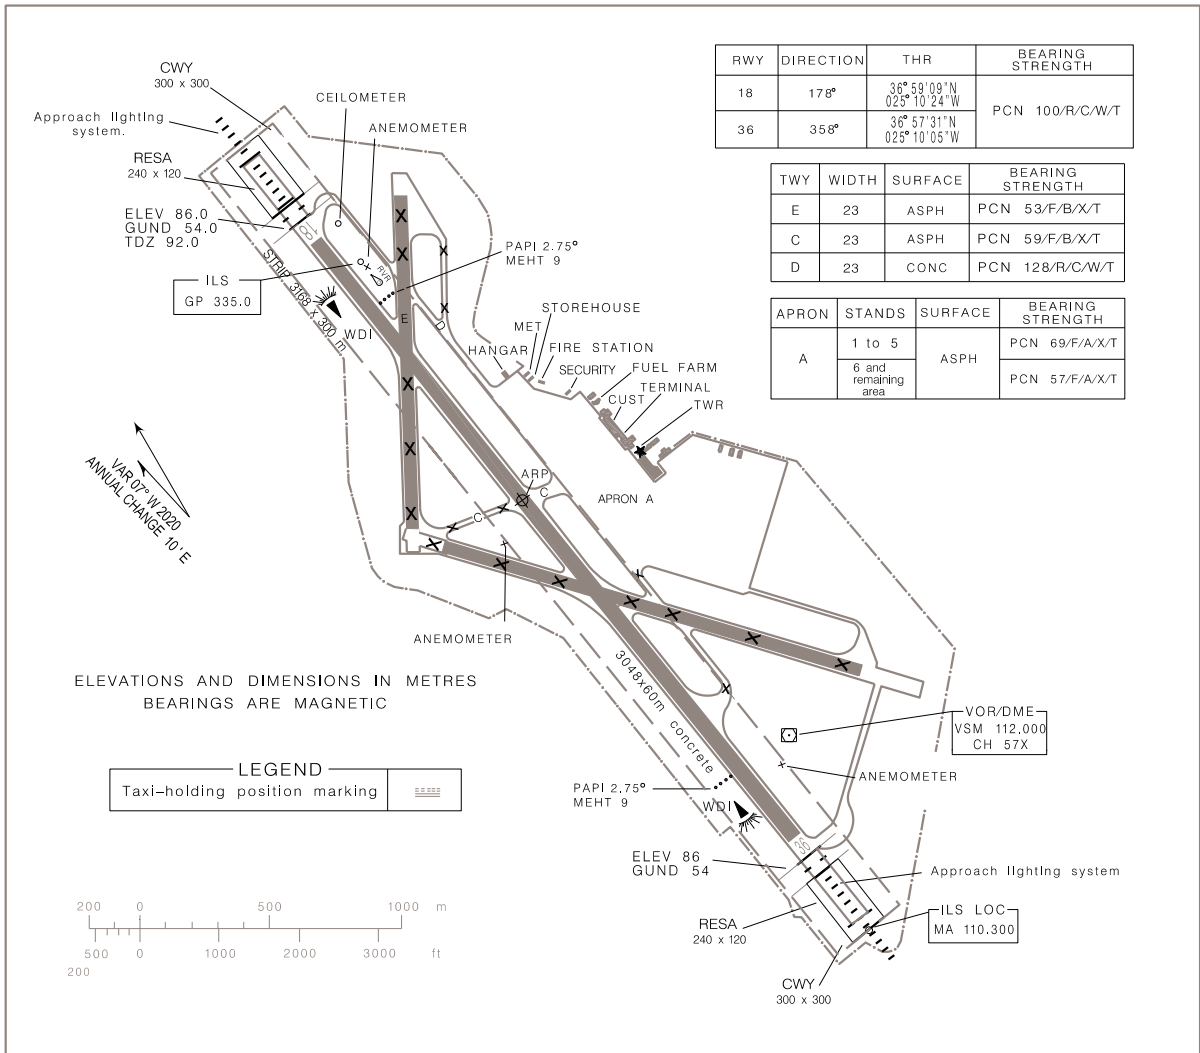 RWY DIRECTION THR BEARING STRENGTH
18 178° 36° 59'09"N 025° 10'24"W PCN 100/R/C/W/T
36 358° 36° 57'31"N 025° 10'05"W
TWY WIDTH SURFACE BEARING STRENGTH
E 23 ASPH PCN 53/F/B/X/T
C 23 ASPH PCN 59/F/B/X/T
D 23 CONC PCN 128/R/C/W/T
APRON STANDS SURFACE BEARING STRENGTH
A 1 to 5 ASPH PCN 69/F/A/X/T
6 and remaining area PCN 57/F/A/X/T
CWY
300 x 300
CEILOMETER
Approach lighting
system.
ANEMOMETER
RESA
240 x 120
ELEV 86.0
GUND 54.0
TDZ 92.0
18
PAPI 2.75°
MEHT 9
RVR
ILS
GP 335.0
STRIP 3168 x 300 m
WDI
E
D
STOREHOUSE
MET
HANGAR
FIRE STATION
SECURITY
FUEL FARM
TERMINAL
CUST
TWR
ARP
C
APRON A
C
VAR 07° W 2020
ANNUAL CHANGE 10' E
ANEMOMETER
3048x60m concrete
ELEVATIONS AND DIMENSIONS IN METRES
BEARINGS ARE MAGNETIC
VOR/DME
VSM 112.000
CH 57X
ANEMOMETER
LEGEND
Taxi-holding position marking
PAPI 2.75°
MEHT 9
WDI
36
ELEV 86
GUND 54
Approach lighting system
RESA
240 x 120
ILS LOC
MA 110.300
CWY
300 x 300
200 0 500 1000 m
500 0 1000 2000 3000 ft
200